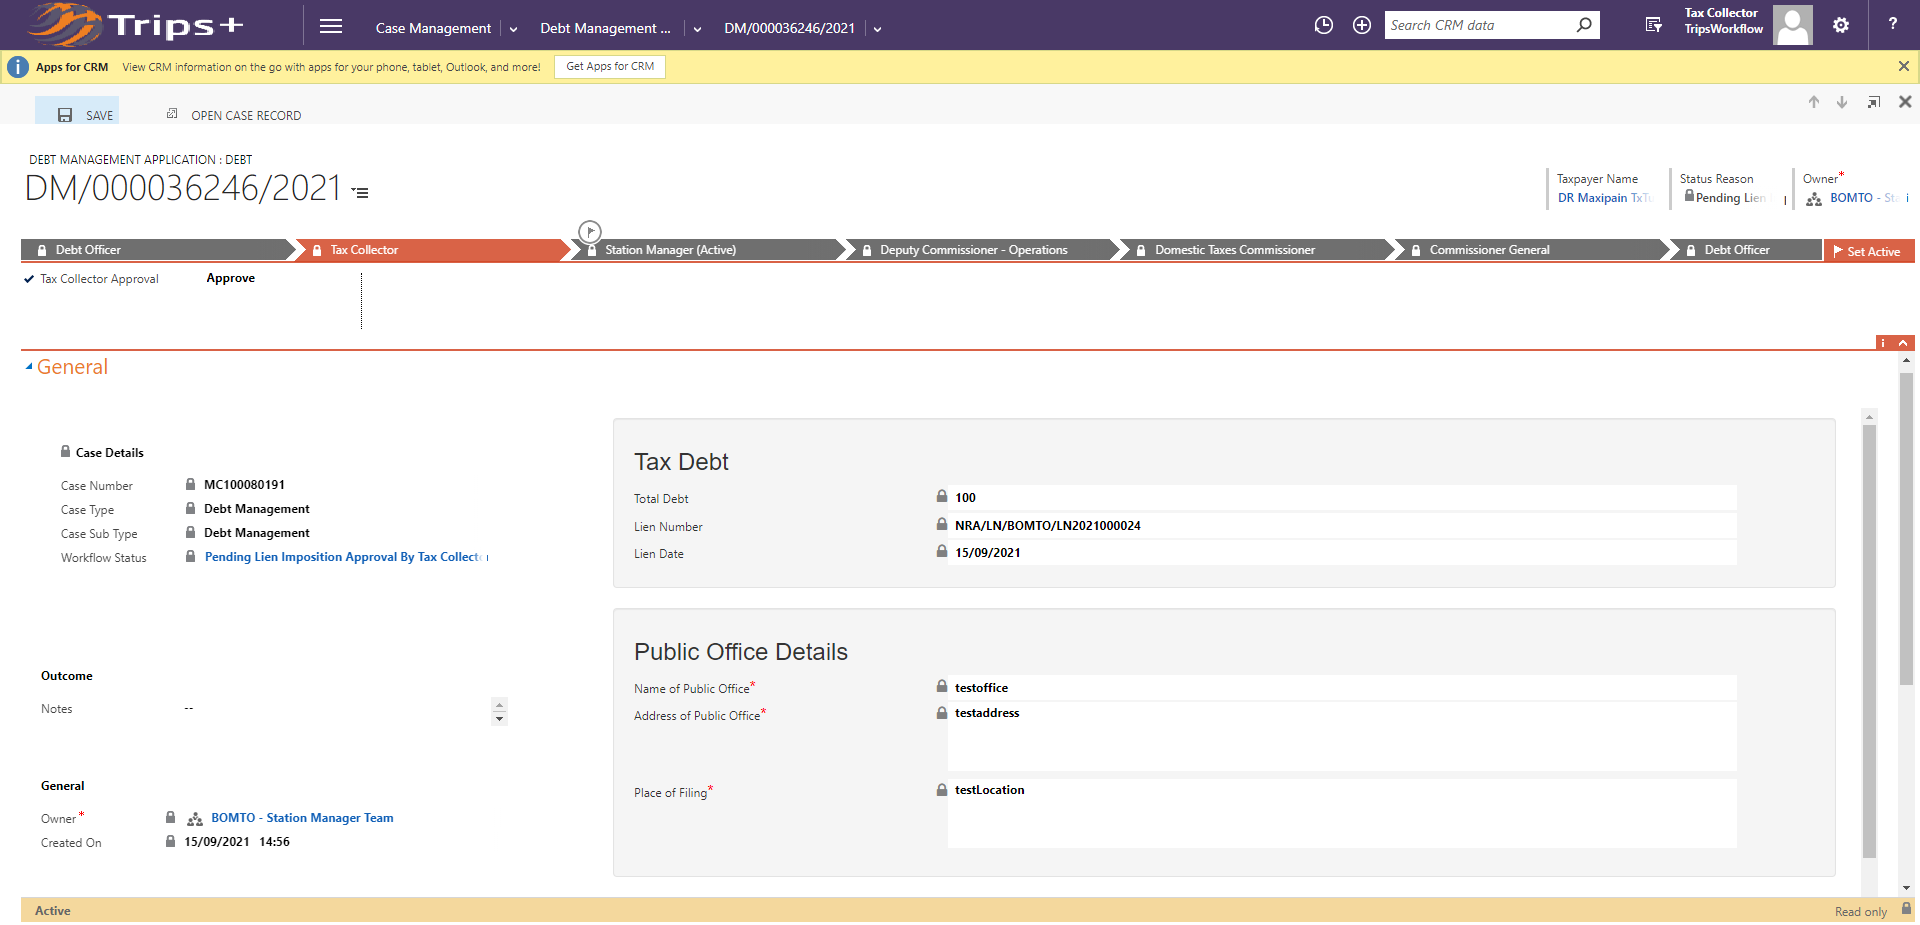 Trips+
Case Management
Debt Management ...
DM/000036246/2021
Search CRM data
Tax Collector
TripsWorkflow
?
i
Apps for CRM
View CRM information on the go with apps for your phone, tablet, Outlook, and more!
Get Apps for CRM
SAVE
OPEN CASE RECORD
DEBT MANAGEMENT APPLICATION : DEBT
DM/000036246/2021
Taxpayer Name
DR Maxipain TxT
Status Reason
Pending Lien
Owner*
BOMTO - Sta
Debt Officer
Tax Collector
Station Manager (Active)
Deputy Commissioner - Operations
Domestic Taxes Commissioner
Commissioner General
Debt Officer
Set Active
Tax Collector Approval
Approve
i
General
Case Details
Case Number MC100080191
Case Type Debt Management
Case Sub Type Debt Management
Workflow Status Pending Lien Imposition Approval By Tax Collecto
Outcome
Notes --
General
Owner* BOMTO - Station Manager Team
Created On 15/09/2021 14:56
Tax Debt
Total Debt 100
Lien Number NRA/LN/BOMTO/LN2021000024
Lien Date 15/09/2021
Public Office Details
Name of Public Office* testoffice
Address of Public Office* testaddress
Place of Filing* testLocation
Active
Read only